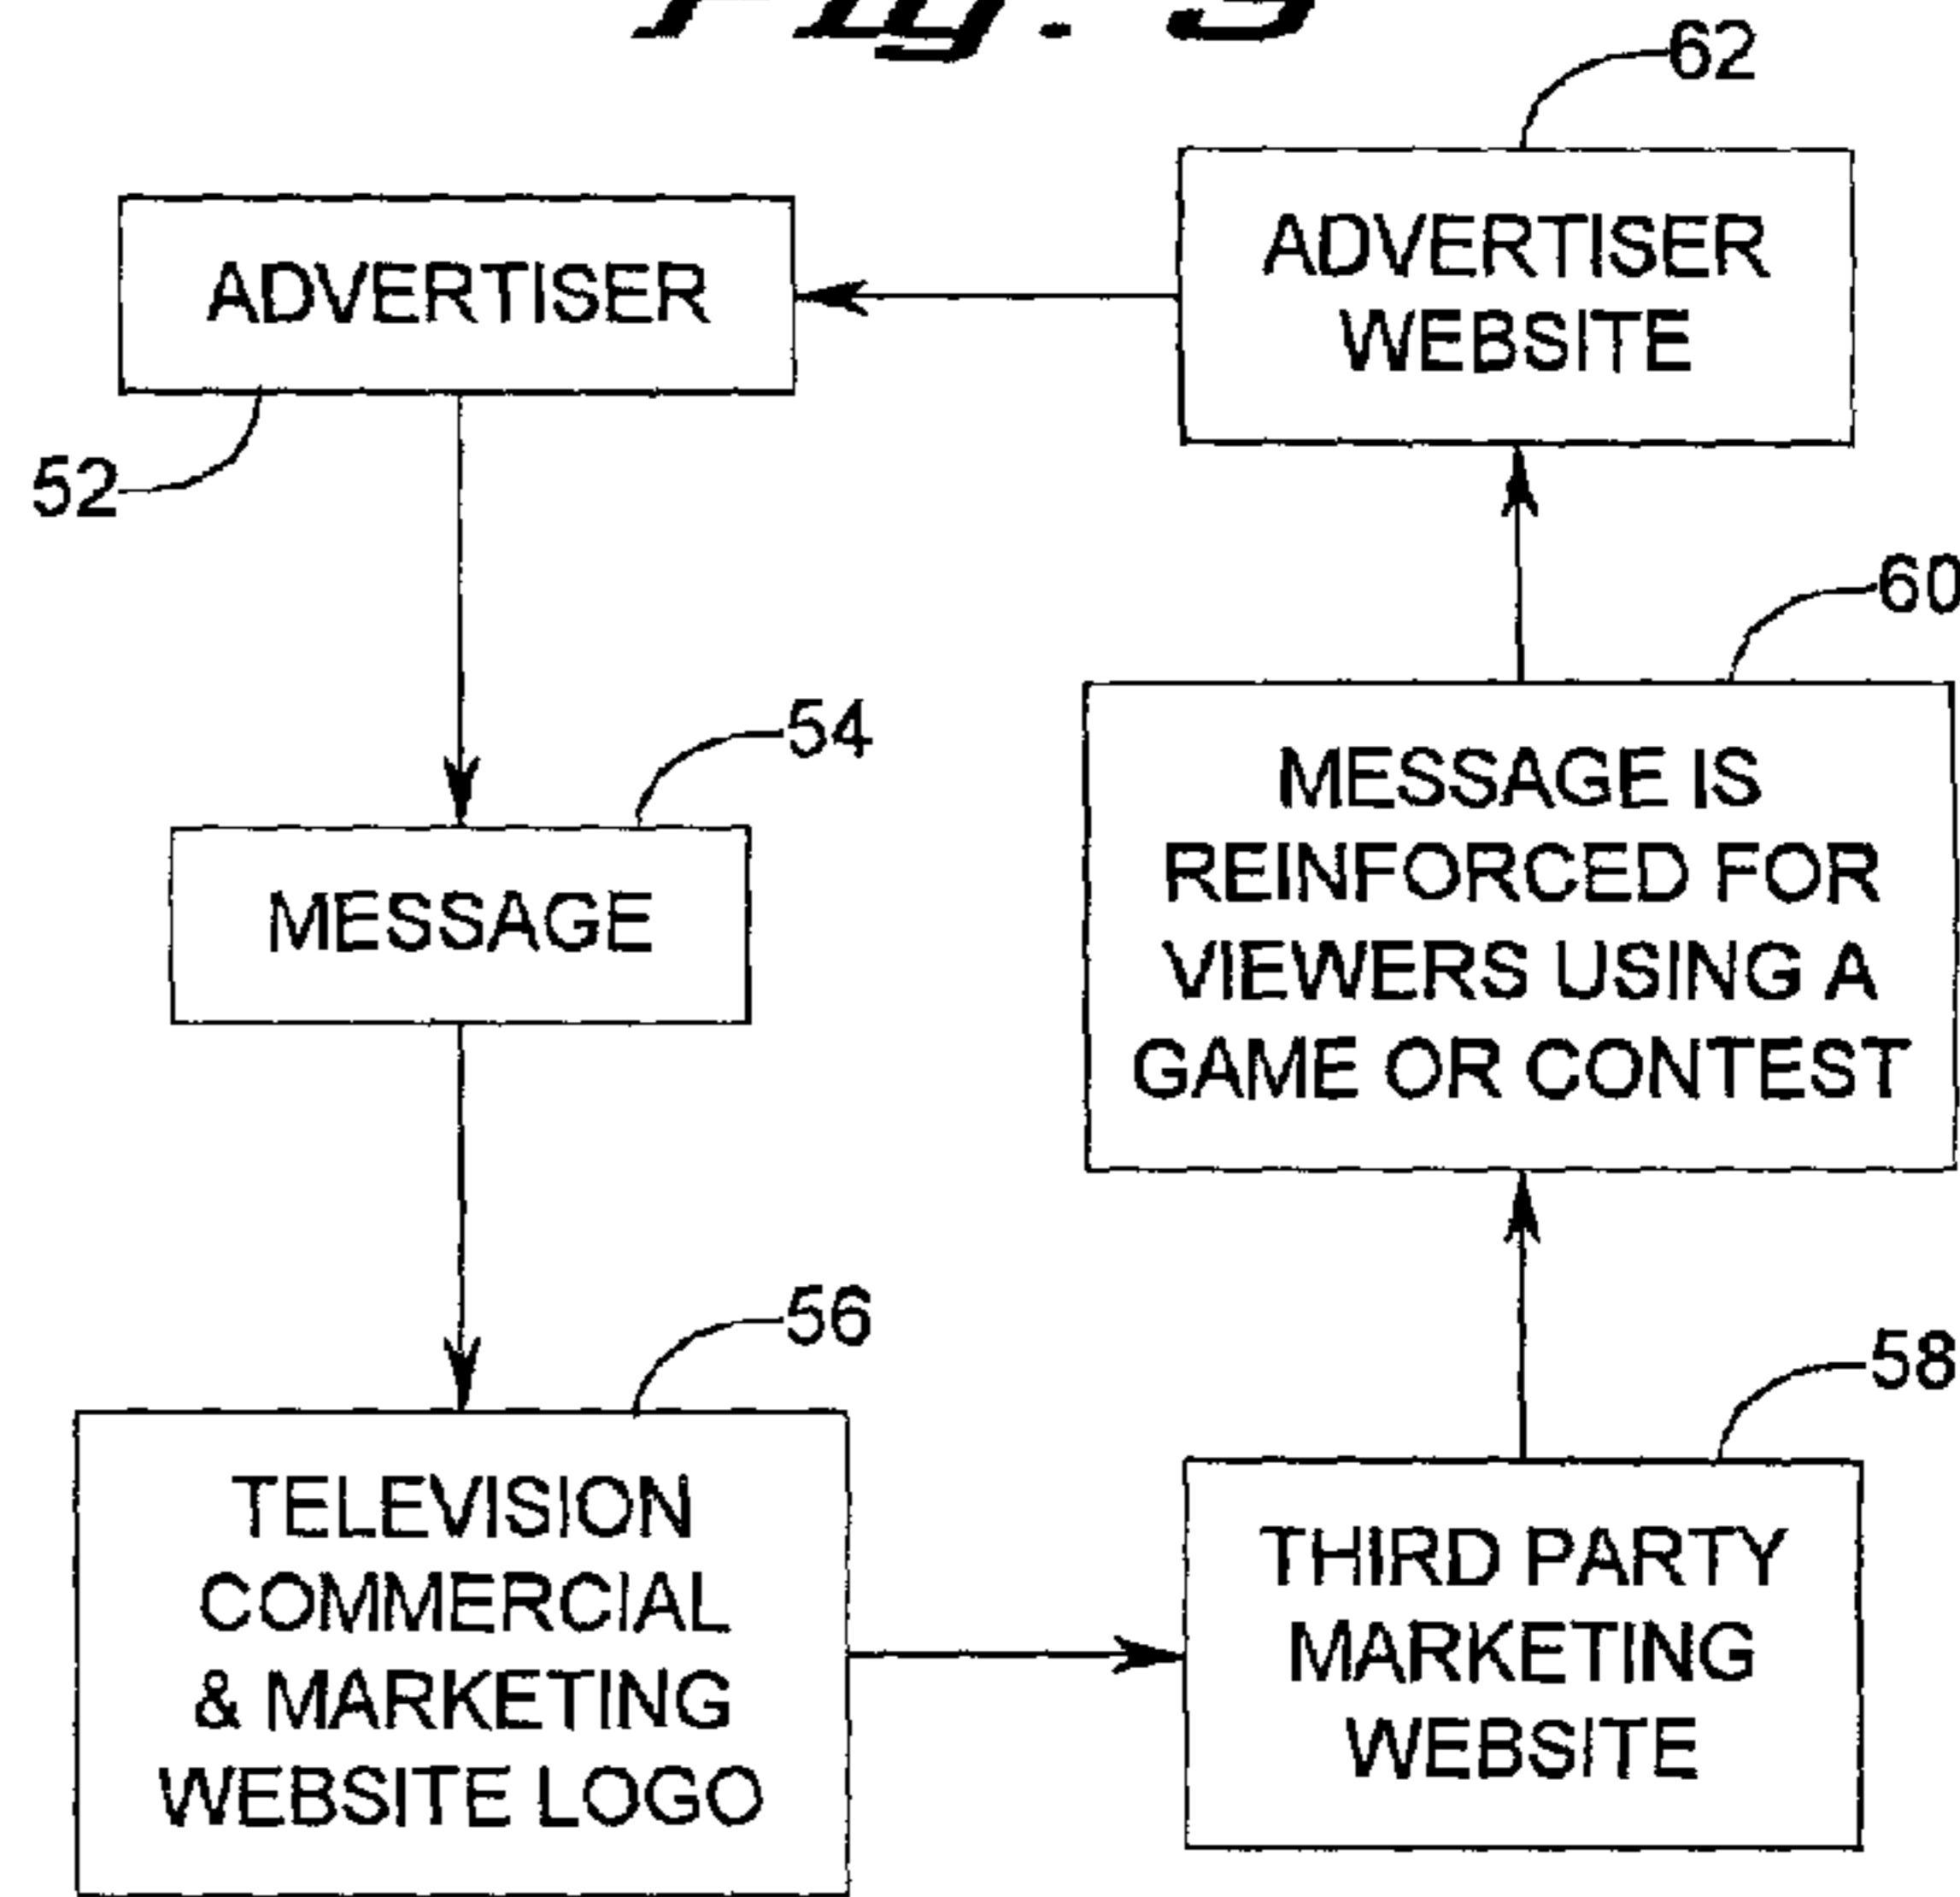 62
ADVERTISER
ADVERTISER
WEBSITE
52
60
54
MESSAGE IS
REINFORCED FOR
VIEWERS USING A
GAME OR CONTEST
MESSAGE
56
58
TELEVISION
COMMERCIAL
& MARKETING
WEBSITE LOGO
THIRD PARTY
MARKETING
WEBSITE